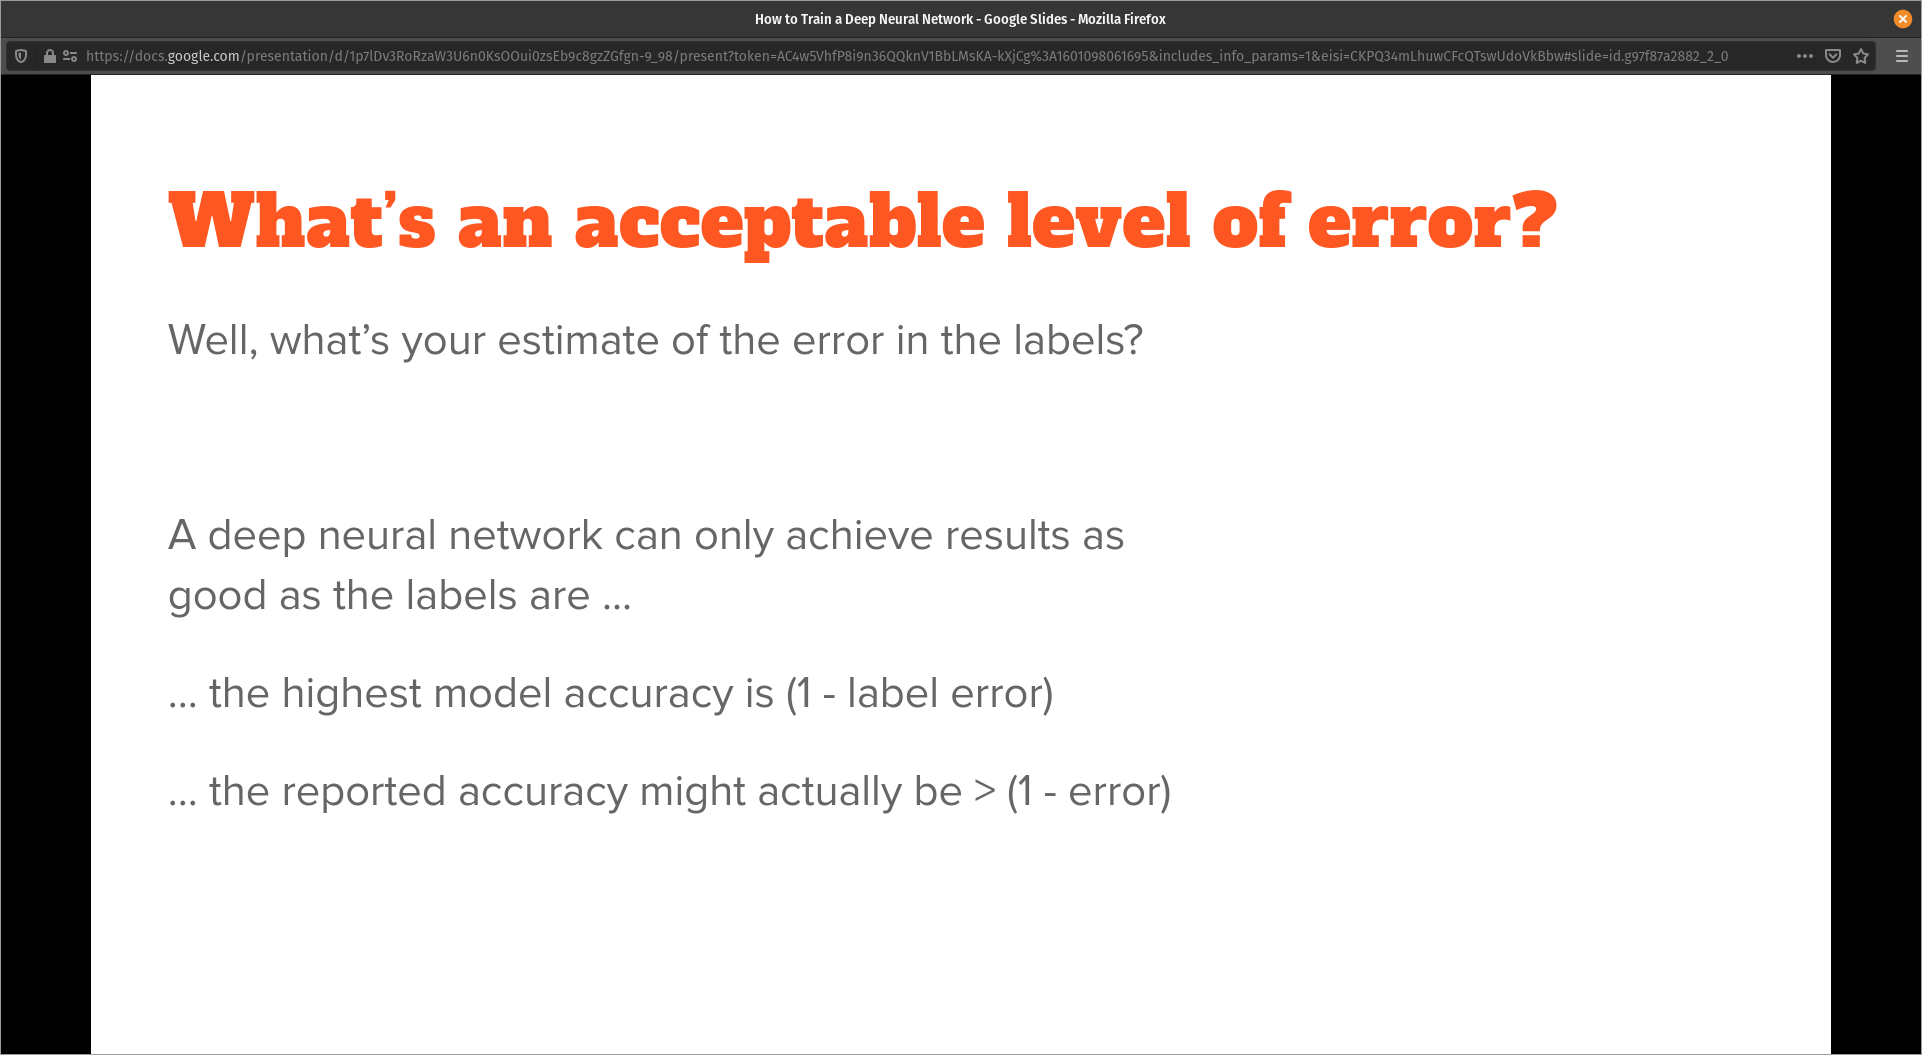 How to Train a Deep Neural Network - Google Slides - Mozilla Firefox
https://docs.google.com/presentation/d/1p7lDv3RoRzaW3U6n0KsOOui0zsEb9c8gzZGfgn-9_98/present?token=AC4w5VhfP8i9n36QQknV1BbLMsKA-kXjCg%3A1601098061695&includes_info_params=1&eisi=CKPQ34mLhuwCFcQTswUdoVkBbw#slide=id.g97f87a2882_2_0
What's an acceptable level of error?
Well, what's your estimate of the error in the labels?
A deep neural network can only achieve results as
good as the labels are ...
... the highest model accuracy is (1 - label error)
... the reported accuracy might actually be > (1 - error)